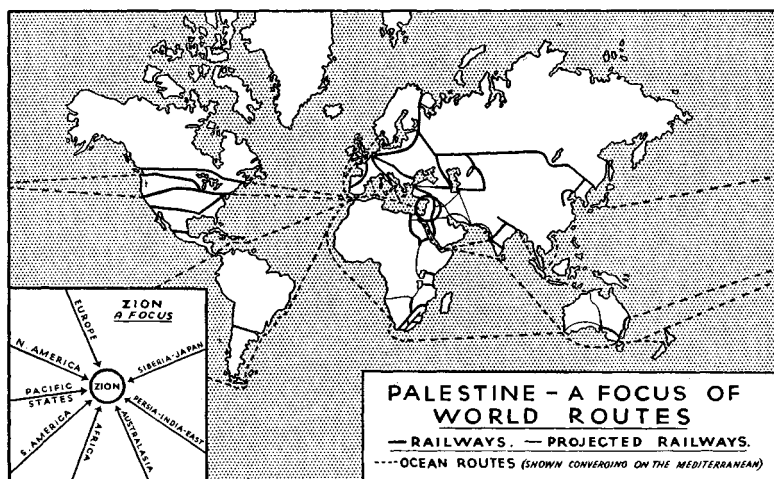 ZION
A FOCUS
EUROPE
N. AMERICA
SIBERIA-JAPAN
PACIFIC
STATES
ZION
PERSIA-INDIA-EAST
S. AMERICA
AFRICA
AUSTRALASIA
PALESTINE - A FOCUS OF
WORLD ROUTES
— RAILWAYS. — PROJECTED RAILWAYS.
---- OCEAN ROUTES (SHOWN CONVERGING ON THE MEDITERRANEAN)